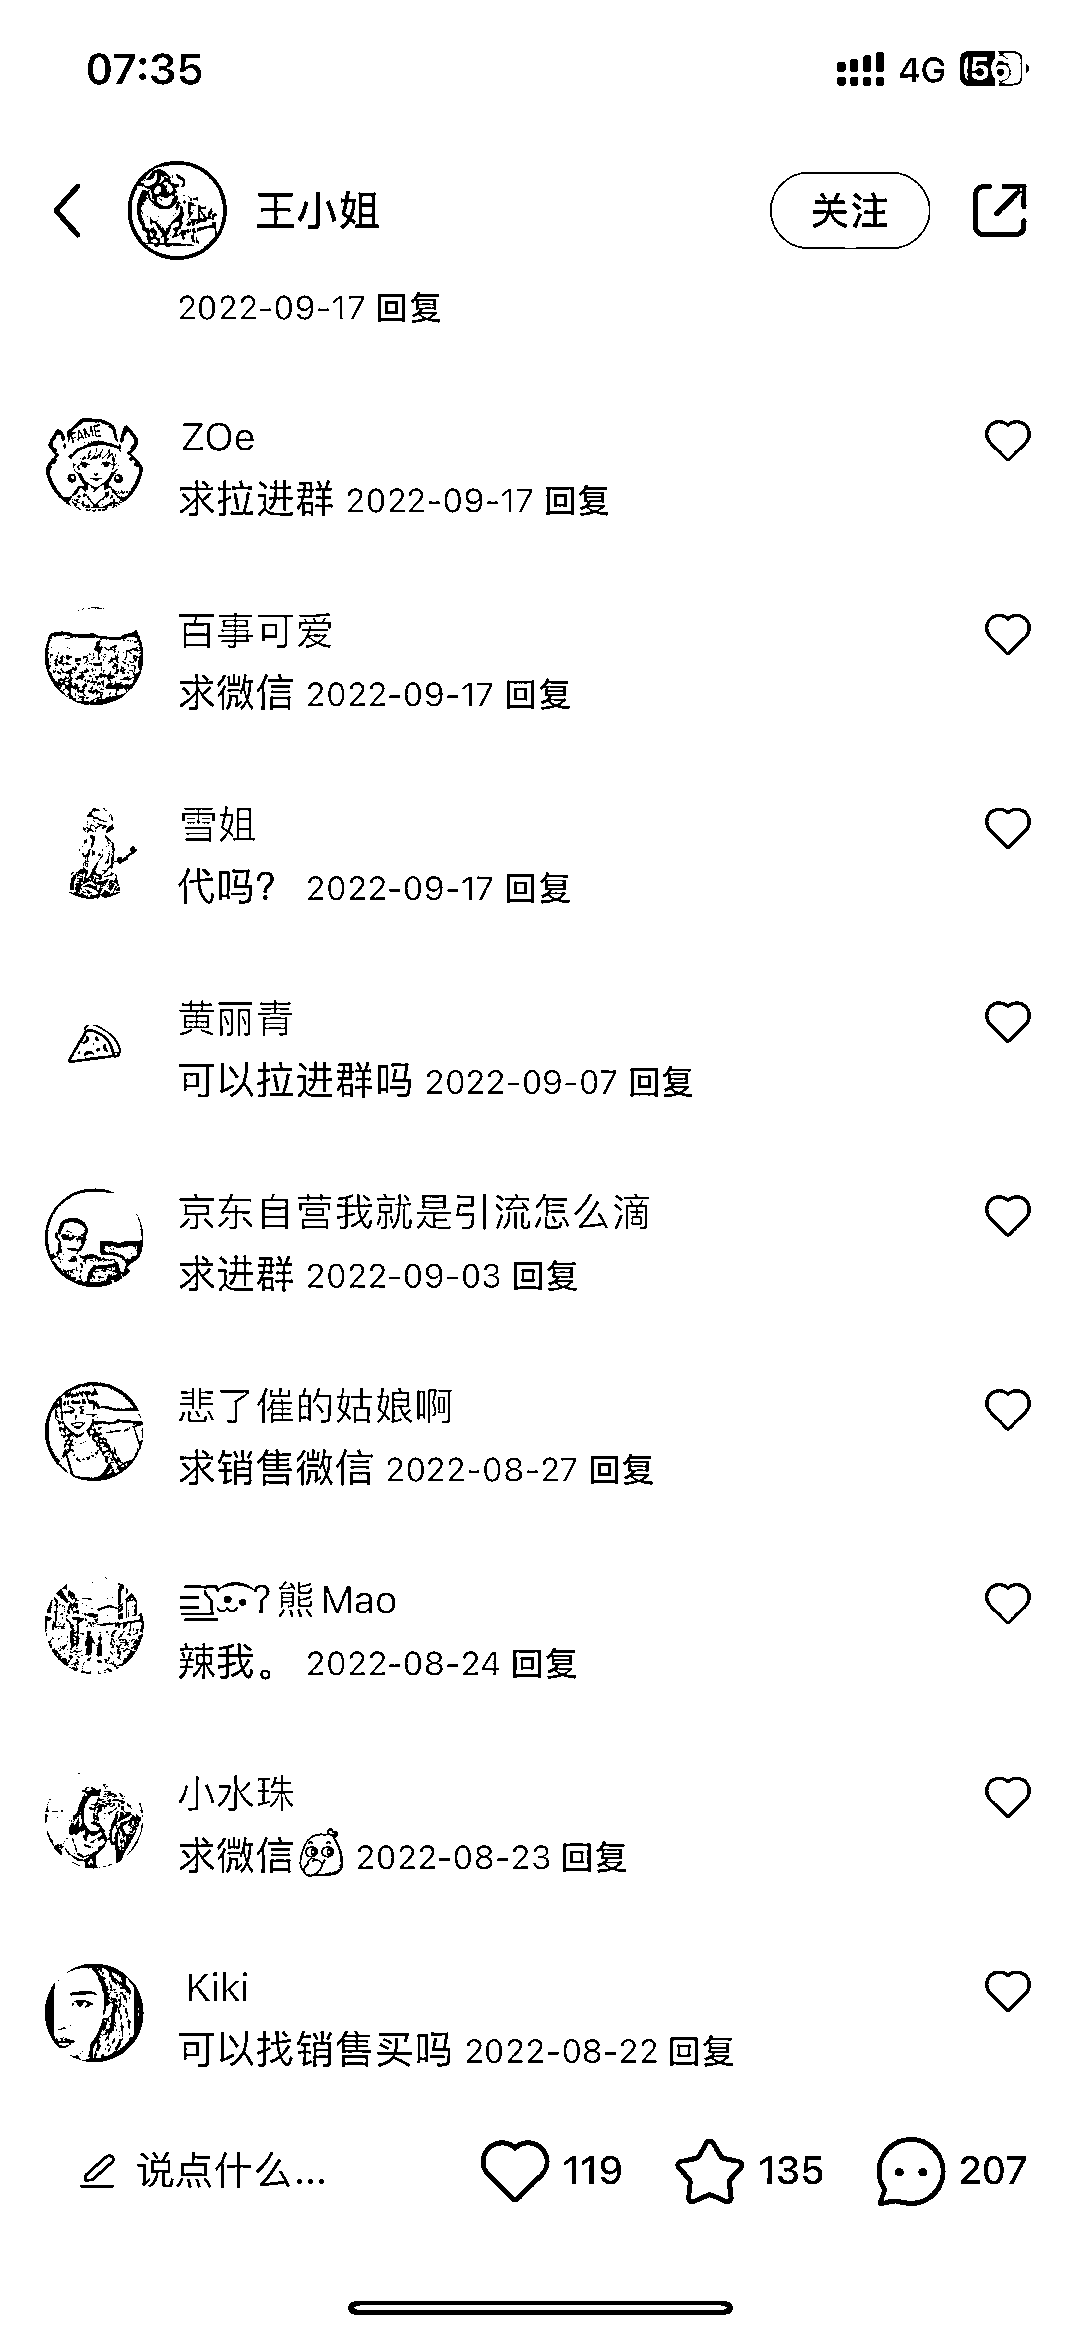 07:35 4G 56
王小姐 关注
2022-09-17 回复
FAME
ZOe
求拉进群 2022-09-17 回复
百事可爱
求微信 2022-09-17 回复
雪姐
代吗? 2022-09-17 回复
黄丽青
可以拉进群吗 2022-09-07 回复
京东自营我就是引流怎么滴
求进群 2022-09-03 回复
悲了催的姑娘啊
求销售微信 2022-08-27 回复
熊Mao
辣我。 2022-08-24 回复
小水珠
求微信 2022-08-23 回复
Kiki
可以找销售买吗 2022-08-22 回复
说点什么... 119 135 207